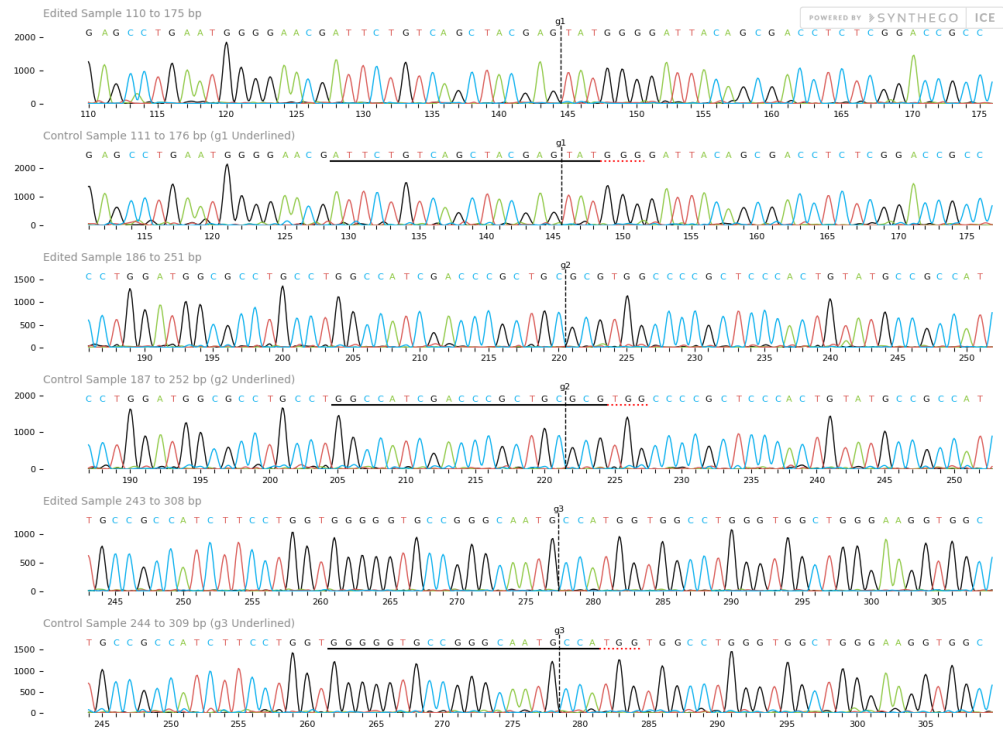 POWERED BY SYNTHEGO ICE
Edited Sample 110 to 175 bp
g1
G A G C C T G A A T G G G G A A C G A T T C T G T C A G C T A C G A G T A T G G G G A T T A C A G C G A C C T C T C G G A C C G C C
2000
1000
0
110 115 120 125 130 135 140 145 150 155 160 165 170 175
Control Sample 111 to 176 bp (g1 Underlined)
g1
G A G C C T G A A T G G G G A A C G A T T C T G T C A G C T A C G A G T A T G G G G A T T A C A G C G A C C T C T C G G A C C G C C
2000
1000
0
115 120 125 130 135 140 145 150 155 160 165 170 175
Edited Sample 186 to 251 bp
g2
C C T G G A T G G C G C C T G C C T G G C C A T C G A C C C G C T G C G C G T G G C C C C G C T C C C A C T G T A T G C C G C C A T
1500
1000
500
0
190 195 200 205 210 215 220 225 230 235 240 245 250
Control Sample 187 to 252 bp (g2 Underlined)
g2
C C T G G A T G G C G C C T G C C T G G C C A T C G A C C C G C T G C G C G T G G C C C C G C T C C C A C T G T A T G C C G C C A T
2000
1000
0
190 195 200 205 210 215 220 225 230 235 240 245 250
Edited Sample 243 to 308 bp
g3
T G C C G C C A T C T T C C T G G T G G G G G T G C C G G G C A A T G C C A T G G T G G C C T G G G T G G C T G G G A A G G T G G C
1000
500
0
245 250 255 260 265 270 275 280 285 290 295 300 305
Control Sample 244 to 309 bp (g3 Underlined)
g3
T G C C G C C A T C T T C C T G G T G G G G G T G C C G G G C A A T G C C A T G G T G G C C T G G G T G G C T G G G A A G G T G G C
1500
1000
500
0
245 250 255 260 265 270 275 280 285 290 295 300 305